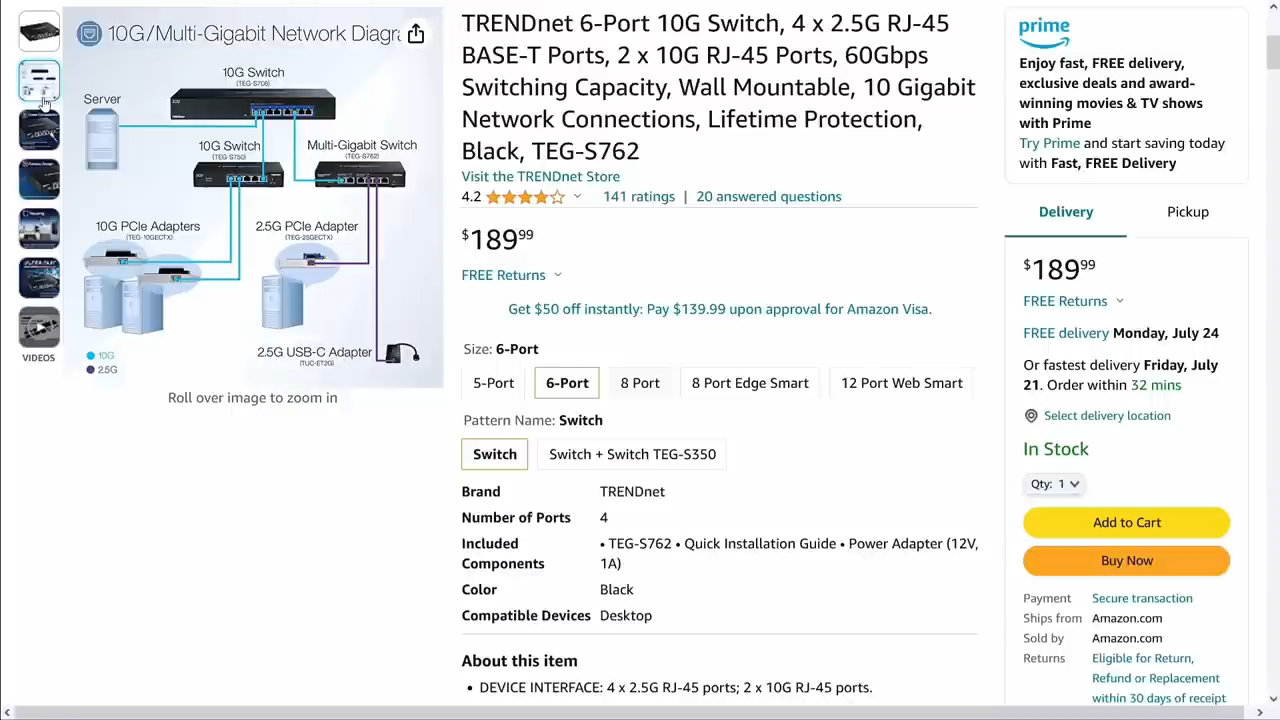 10G/Multi-Gigabit Network Diagra
10G Switch
(TEG-S708)
Server
10G Switch
(TEG-S750)
Multi-Gigabit Switch
(TEG-S762)
10G PCIe Adapters
(TEG-10GECTX)
2.5G PCIe Adapter
(TEG-25GECTX)
2.5G USB-C Adapter
(TUC-ET2G)
10G
2.5G
VIDEOS
Roll over image to zoom in
TRENDnet 6-Port 10G Switch, 4 x 2.5G RJ-45
BASE-T Ports, 2 x 10G RJ-45 Ports, 60Gbps
Switching Capacity, Wall Mountable, 10 Gigabit
Network Connections, Lifetime Protection,
Black, TEG-S762
Visit the TRENDnet Store
4.2 141 ratings | 20 answered questions
$189 99
FREE Returns
Get $50 off instantly: Pay $139.99 upon approval for Amazon Visa.
Size: 6-Port
5-Port 6-Port 8 Port 8 Port Edge Smart 12 Port Web Smart
Pattern Name: Switch
Switch Switch + Switch TEG-S350
Brand TRENDnet
Number of Ports 4
Included Components • TEG-S762 • Quick Installation Guide • Power Adapter (12V,
1A)
Color Black
Compatible Devices Desktop
About this item
• DEVICE INTERFACE: 4 x 2.5G RJ-45 ports; 2 x 10G RJ-45 ports.
prime
Enjoy fast, FREE delivery,
exclusive deals and award-
winning movies & TV shows
with Prime
Try Prime and start saving today
with Fast, FREE Delivery
Delivery Pickup
$189 99
FREE Returns
FREE delivery Monday, July 24
Or fastest delivery Friday, July
21. Order within 32 mins
Select delivery location
In Stock
Qty: 1
Add to Cart
Buy Now
Payment Secure transaction
Ships from Amazon.com
Sold by Amazon.com
Returns Eligible for Return,
Refund or Replacement
within 30 days of receipt